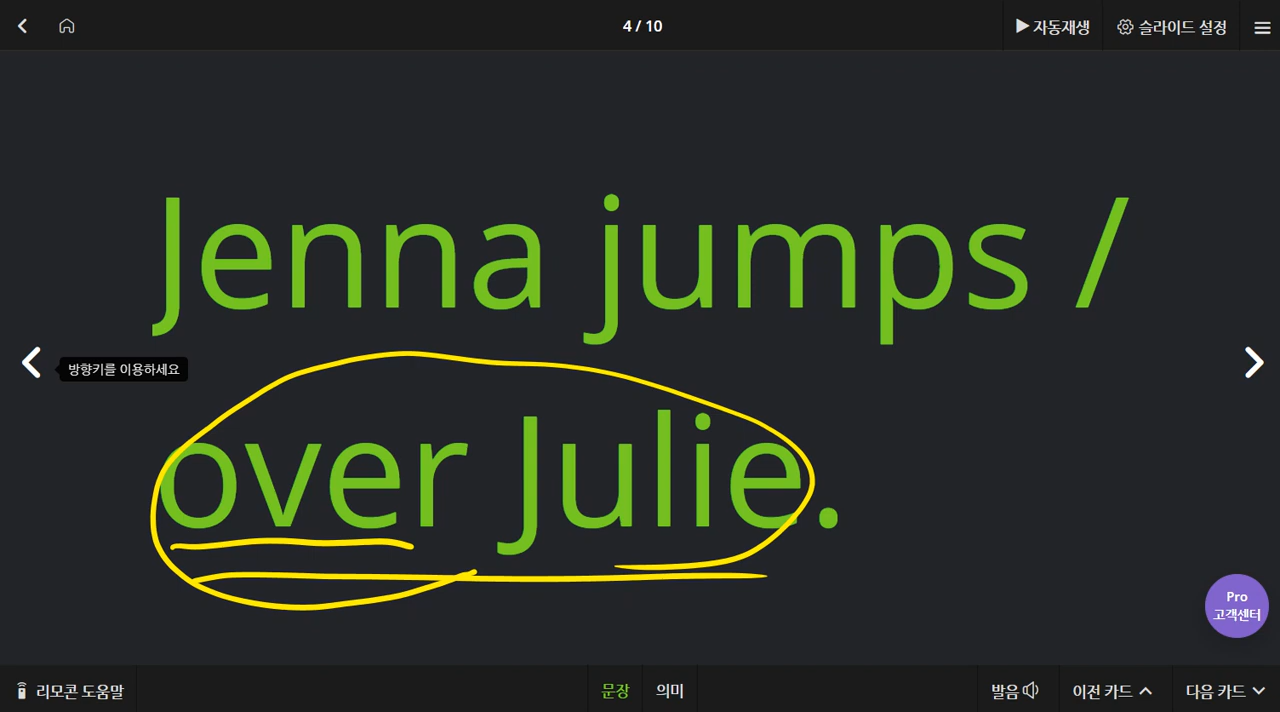 4 / 10
자동재생
슬라이드 설정
Jenna jumps /
방향키를 이용하세요
over Julie.
Pro
고객센터
리모콘 도움말
문장
의미
발음
이전 카드
다음 카드